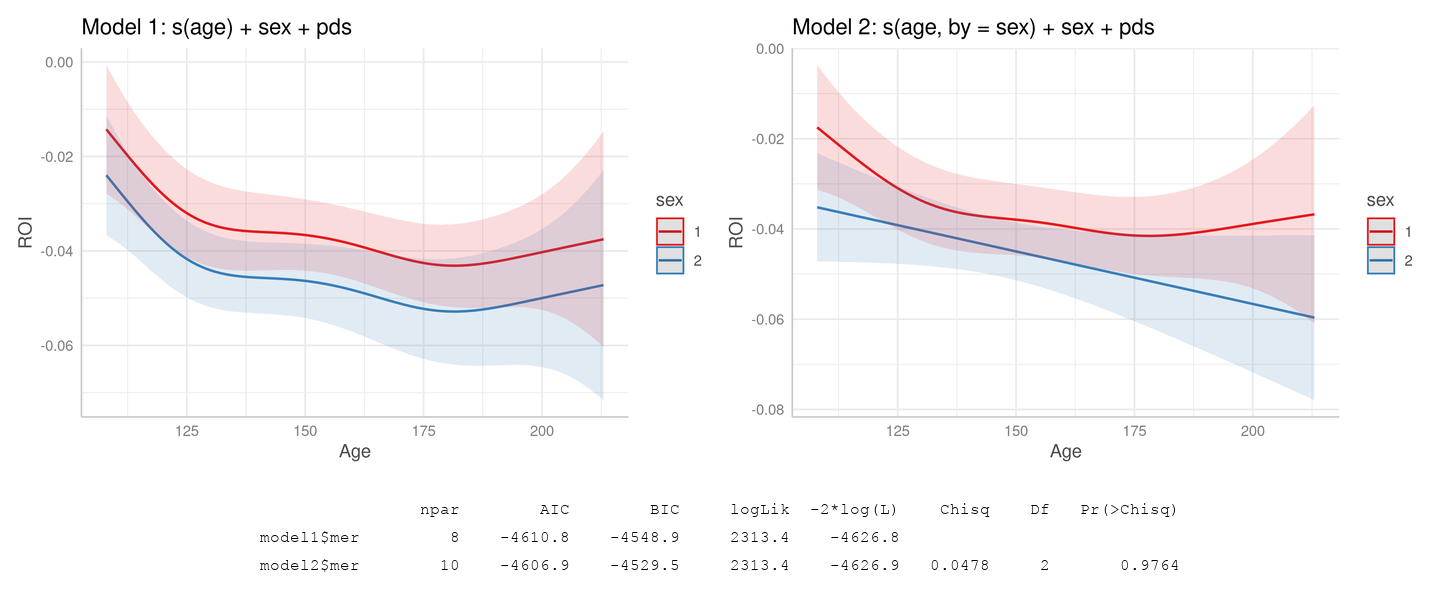 Model 1: s(age) + sex + pds
0.00
-0.02
-0.04
-0.06
ROI
125 150 175 200
Age
sex
1
2
Model 2: s(age, by = sex) + sex + pds
0.00
-0.02
-0.04
-0.06
-0.08
ROI
125 150 175 200
Age
sex
1
2
npar AIC BIC logLik -2*log(L) Chisq Df Pr(>Chisq)
model1$mer 8 -4610.8 -4548.9 2313.4 -4626.8
model2$mer 10 -4606.9 -4529.5 2313.4 -4626.9 0.0478 2 0.9764